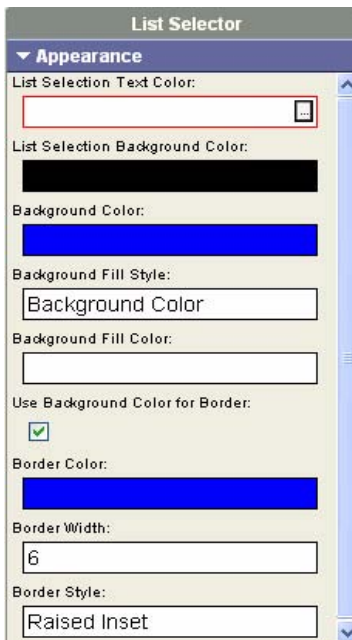 List Selector
Appearance
List Selection Text Color:
...
List Selection Background Color:
Background Color:
Background Fill Style:
Background Color
Background Fill Color:
Use Background Color for Border:
Border Color:
Border Width:
6
Border Style:
Raised Inset